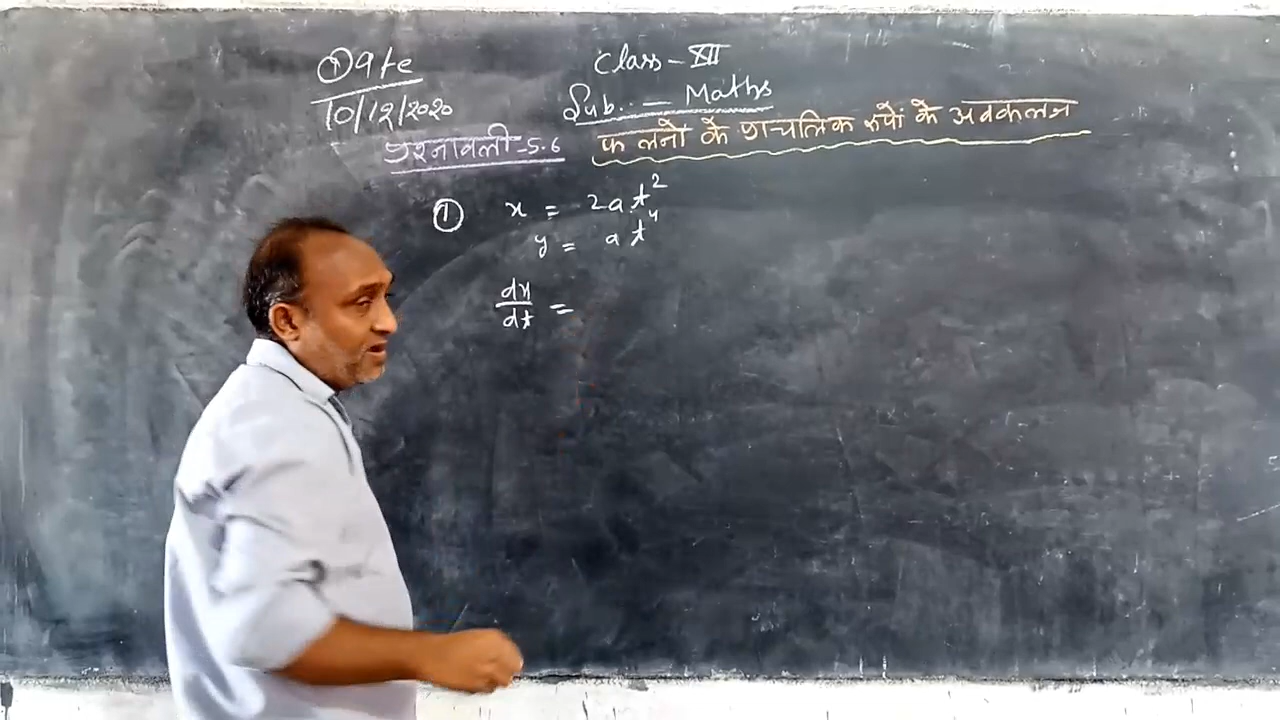 Date
10/12/2020
Class - XII
Sub. - Maths
प्रश्नावली - 5.6
फलनों के प्राचलिक रूपों के अवकलज
① x = 2at²
y = at⁴
dx/dt =